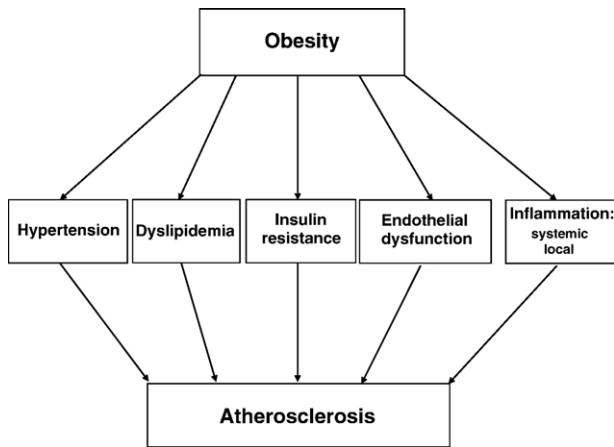 Obesity
Hypertension
Dyslipidemia
Insulin
resistance
Endothelial
dysfunction
Inflammation:
systemic
local
Atherosclerosis